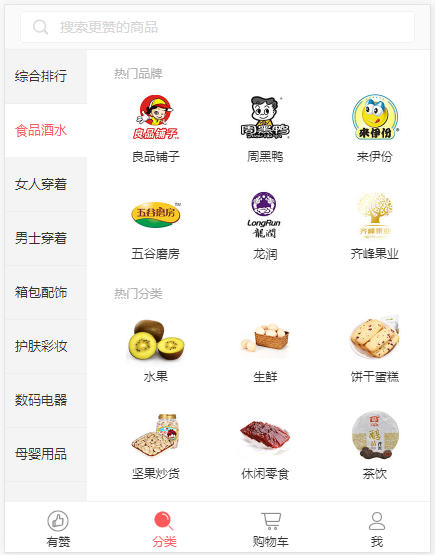 搜索更赞的商品
综合排行
食品酒水
女人穿着
男士穿着
箱包配饰
护肤彩妆
数码电器
母婴用品
热门品牌
良品铺子
周黑鸭
来伊份
良品铺子
周黑鸭
来伊份
五谷磨房
LongRun
龍潤
齐峰果业
五谷磨房
龙润
齐峰果业
热门分类
水果
生鲜
饼干蛋糕
坚果炒货
休闲零食
茶饮
有赞
分类
购物车
我